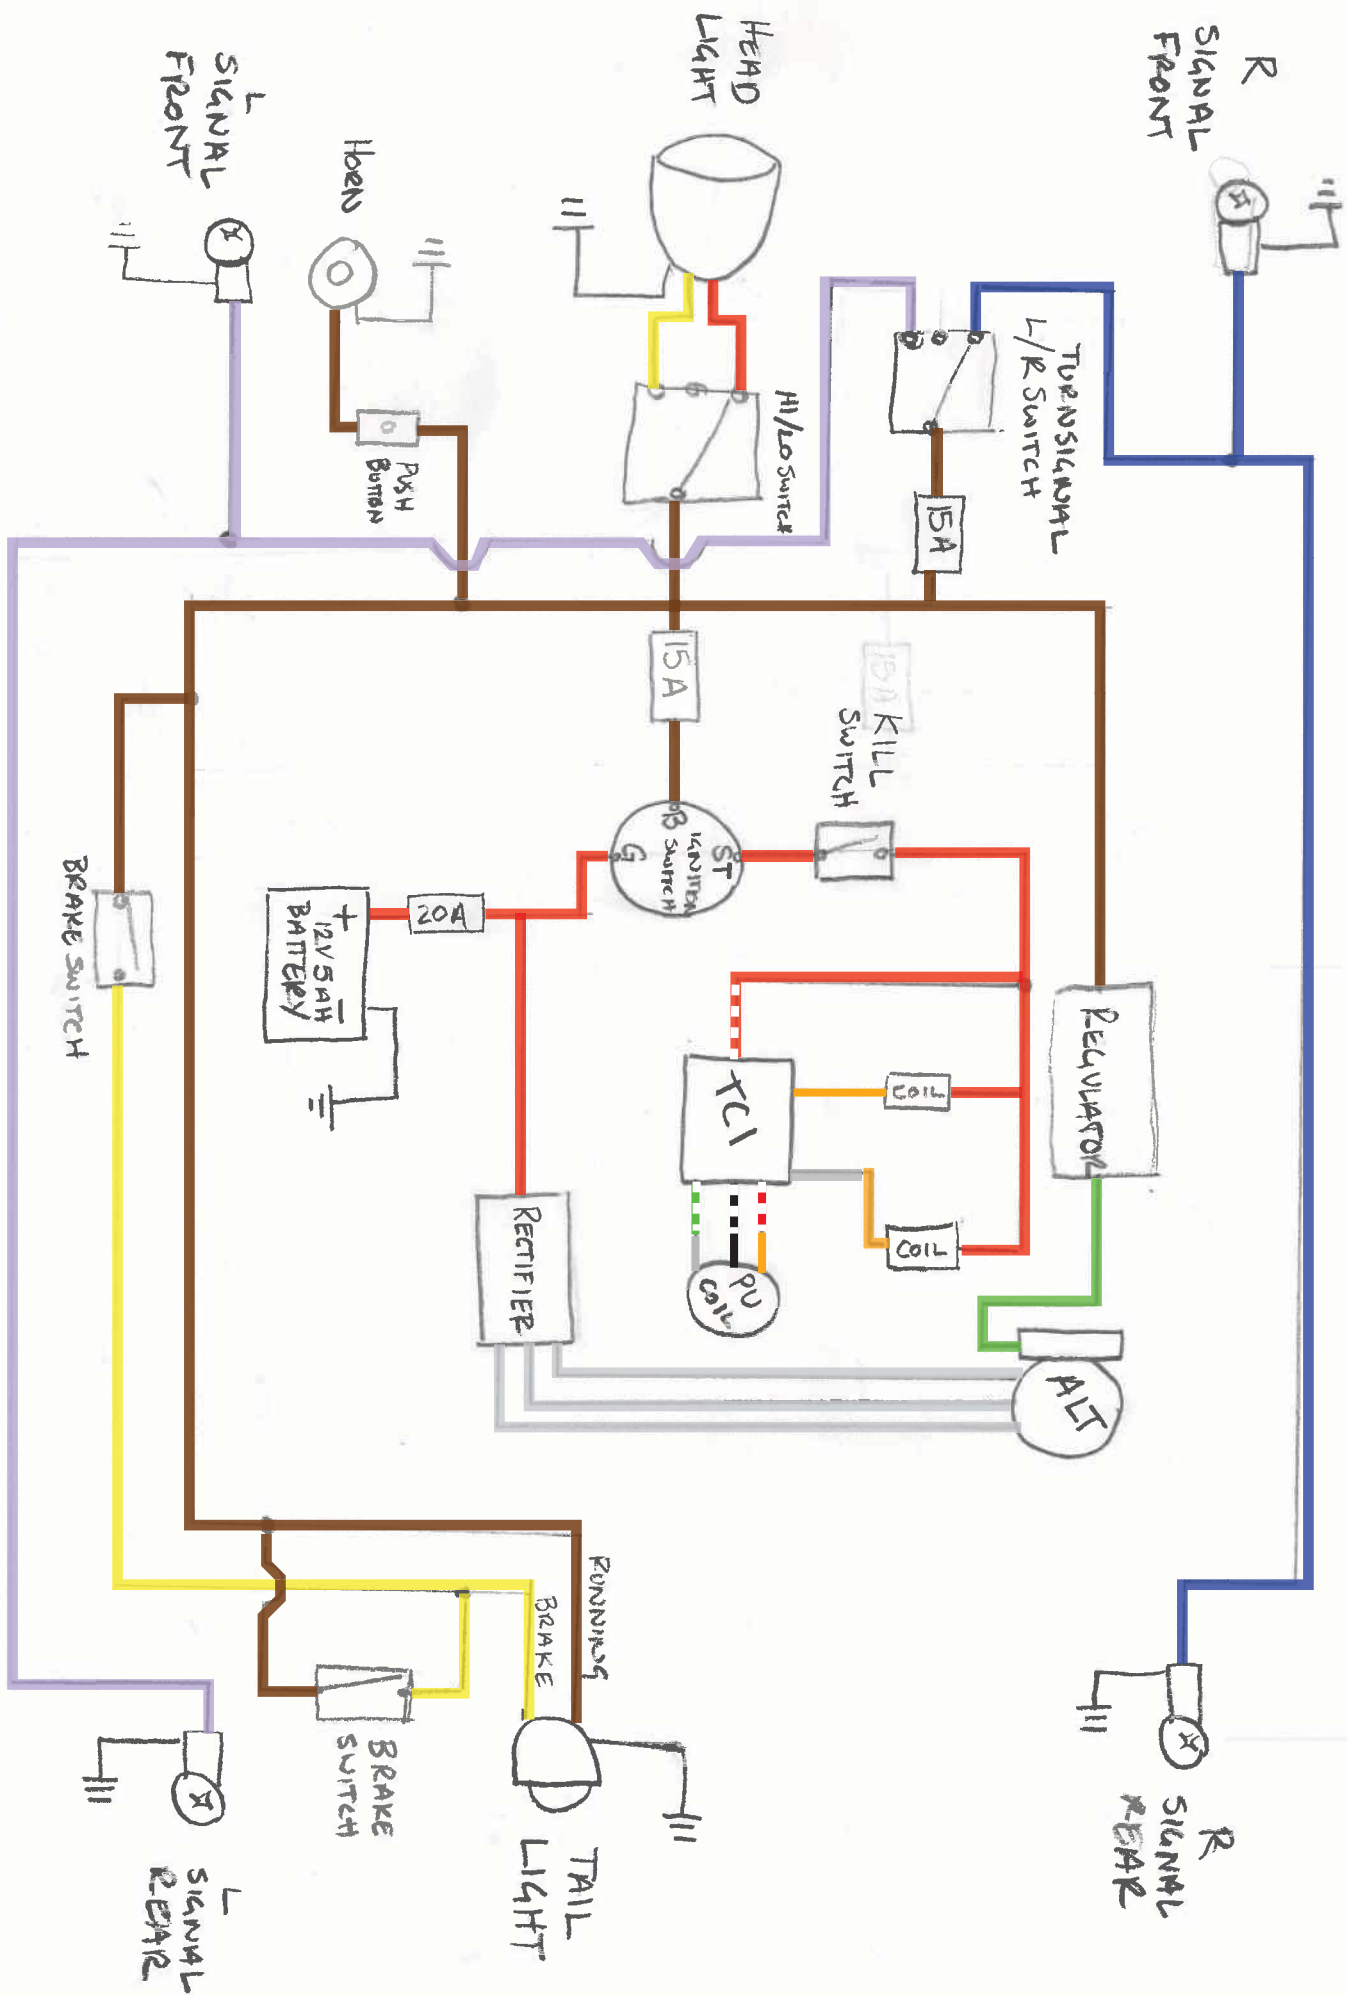 L
SIGNAL
FRONT
HORN
HEAD
LIGHT
R
SIGNAL
FRONT
PUSH
BUTTON
HI/LO SWITCH
TURNSIGNAL
L/R SWITCH
15A
15A
15A
KILL
SWITCH
B
IGNITION
SWITCH
ST
G
BRAKE SWITCH
+
12V 5AH
BATTERY
-
20A
TCI
COIL
COIL
REGULATOR
RECTIFIER
PU
COIL
ALT
RUNNING
BRAKE
BRAKE
SWITCH
TAIL
LIGHT
L
SIGNAL
REAR
R
SIGNAL
REAR